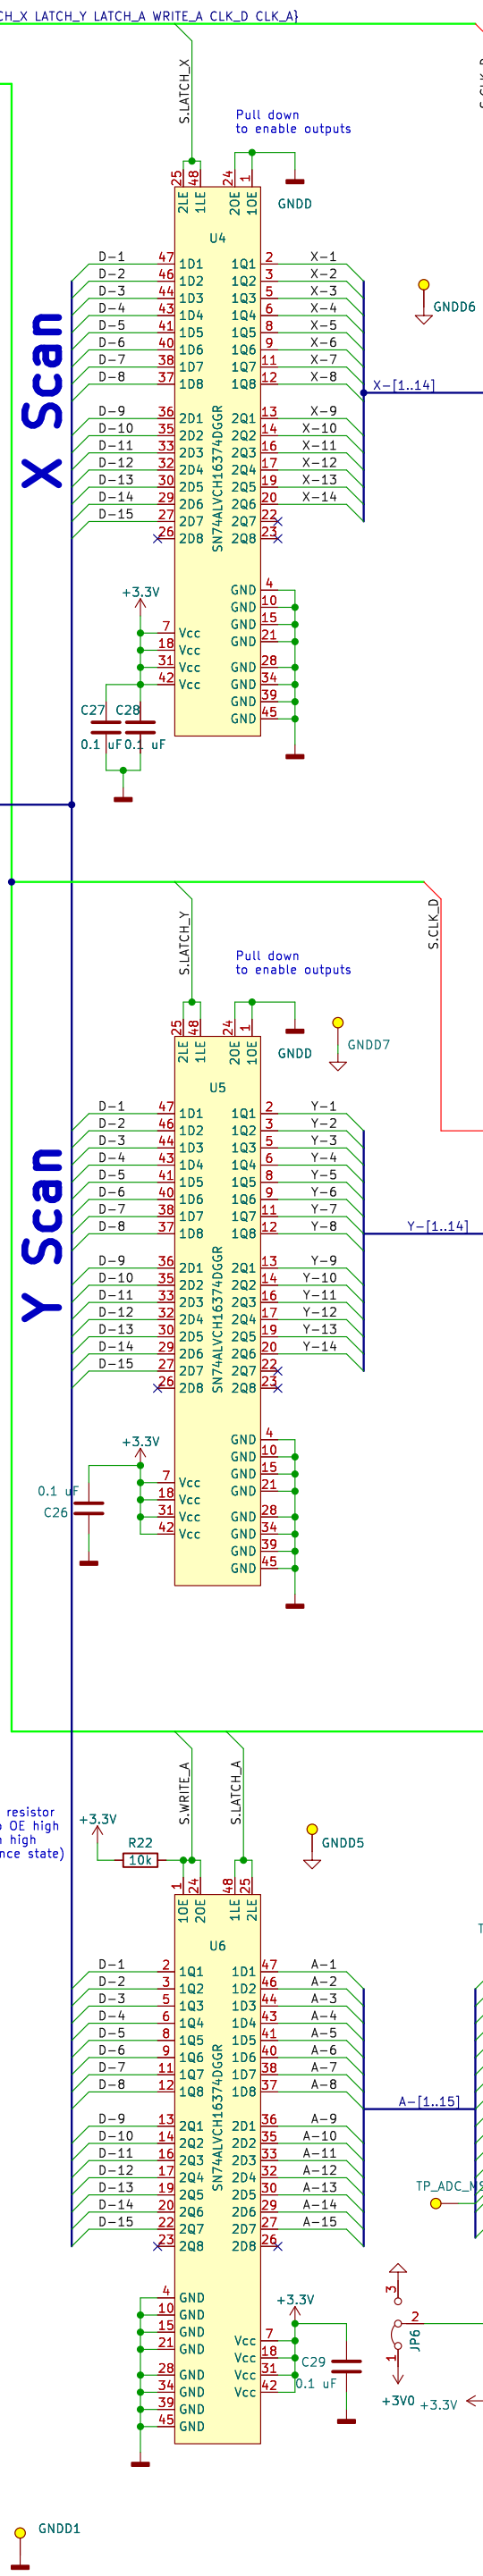 CH_X LATCH_Y LATCH_A WRITE_A CLK_D CLK_A}
S.LATCH_X
Pull down
to enable outputs
25 48 24 1
GNDD
2LE 1LE 2OE 1OE
U4
D-1 47 1D1 1Q1 2 X-1
D-2 46 1D2 1Q2 3 X-2
D-3 44 1D3 1Q3 5 X-3
D-4 43 1D4 1Q4 6 X-4
D-5 41 1D5 1Q5 8 X-5
D-6 40 1D6 1Q6 9 X-6
D-7 38 1D7 1Q7 11 X-7
D-8 37 1D8 1Q8 12 X-8
GNDD6
X-[1..14]
X Scan
D-9 36 2D1 2Q1 13 X-9
D-10 35 2D2 2Q2 14 X-10
D-11 33 2D3 2Q3 16 X-11
D-12 32 2D4 2Q4 17 X-12
D-13 30 2D5 2Q5 19 X-13
D-14 29 2D6 2Q6 20 X-14
D-15 27 2D7 2Q7 22
26 2D8 2Q8 23
SN74ALVCH16374DGGR
+3.3V
GND 4
GND 10
GND 15
GND 21
GND 28
GND 34
GND 39
GND 45
7 Vcc
18 Vcc
31 Vcc
42 Vcc
C27 C28
0.1 uF 0.1 uF
S.LATCH_Y
S.CLK_D
Pull down
to enable outputs
25 48 24 1
GNDD
GNDD7
2LE 1LE 2OE 1OE
U5
D-1 47 1D1 1Q1 2 Y-1
D-2 46 1D2 1Q2 3 Y-2
D-3 44 1D3 1Q3 5 Y-3
D-4 43 1D4 1Q4 6 Y-4
D-5 41 1D5 1Q5 8 Y-5
D-6 40 1D6 1Q6 9 Y-6
D-7 38 1D7 1Q7 11 Y-7
D-8 37 1D8 1Q8 12 Y-8
Y-[1..14]
Y Scan
D-9 36 2D1 2Q1 13 Y-9
D-10 35 2D2 2Q2 14 Y-10
D-11 33 2D3 2Q3 16 Y-11
D-12 32 2D4 2Q4 17 Y-12
D-13 30 2D5 2Q5 19 Y-13
D-14 29 2D6 2Q6 20 Y-14
D-15 27 2D7 2Q7 22
26 2D8 2Q8 23
SN74ALVCH16374DGGR
+3.3V
GND 4
GND 10
GND 15
GND 21
GND 28
GND 34
GND 39
GND 45
7 Vcc
18 Vcc
31 Vcc
42 Vcc
0.1 uF
C26
S.WRITE_A
S.LATCH_A
resistor
OE high
high
nce state)
+3.3V
R22
10k
GNDD5
1 24 48 25
1OE 2OE 1LE 2LE
U6
D-1 2 1Q1 1D1 47 A-1
D-2 3 1Q2 1D2 46 A-2
D-3 5 1Q3 1D3 44 A-3
D-4 6 1Q4 1D4 43 A-4
D-5 8 1Q5 1D5 41 A-5
D-6 9 1Q6 1D6 40 A-6
D-7 11 1Q7 1D7 38 A-7
D-8 12 1Q8 1D8 37 A-8
A-[1..15]
D-9 13 2Q1 2D1 36 A-9
D-10 14 2Q2 2D2 35 A-10
D-11 16 2Q3 2D3 33 A-11
D-12 17 2Q4 2D4 32 A-12
D-13 19 2Q5 2D5 30 A-13
D-14 20 2Q6 2D6 29 A-14
D-15 22 2Q7 2D7 27 A-15
23 2Q8 2D8 26
SN74ALVCH16374DGGR
TP_ADC_MS
4 GND
10 GND
15 GND
21 GND
28 GND
34 GND
39 GND
45 GND
+3.3V
Vcc 7
Vcc 18
Vcc 31
Vcc 42
C29
0.1 uF
3
2
1
JP6
+3V0
+3.3V
GNDD1